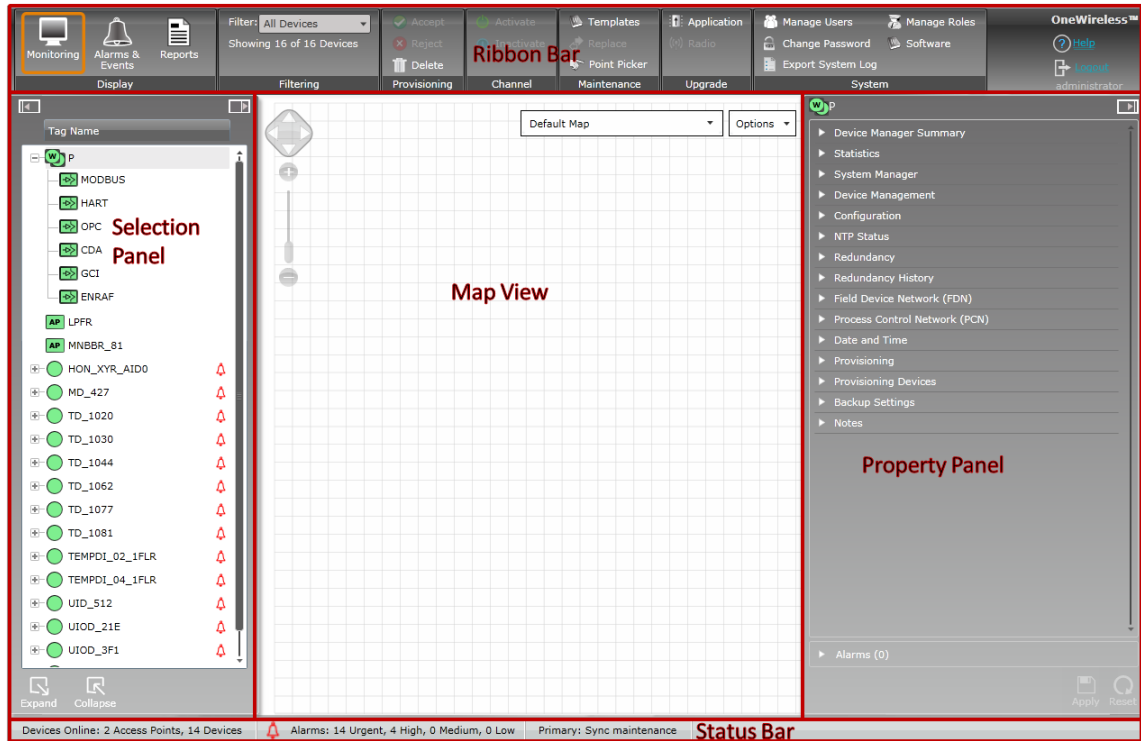 Monitoring
Alarms &
Events
Reports
Display
Filter: All Devices
Showing 16 of 16 Devices
Filtering
Accept
Reject
Delete
Provisioning
Activate
Inactivate
Channel
Ribbon Bar
Templates
Replace
Point Picker
Maintenance
Application
Radio
Upgrade
Manage Users
Manage Roles
Change Password
Software
Export System Log
System
OneWireless™
Help
Logout
administrator
Tag Name
P
MODBUS
HART
OPC
CDA
GCI
ENRAF
Selection
Panel
AP LPFR
AP MNBBR_81
HON_XYR_AID0
MD_427
TD_1020
TD_1030
TD_1044
TD_1062
TD_1077
TD_1081
TEMPDI_02_1FLR
TEMPDI_04_1FLR
UID_512
UIOD_21E
UIOD_3F1
Expand
Collapse
Default Map
Options
Map View
P
Device Manager Summary
Statistics
System Manager
Device Management
Configuration
NTP Status
Redundancy
Redundancy History
Field Device Network (FDN)
Process Control Network (PCN)
Date and Time
Provisioning
Provisioning Devices
Backup Settings
Notes
Property Panel
Alarms (0)
Apply
Reset
Devices Online: 2 Access Points, 14 Devices
Alarms: 14 Urgent, 4 High, 0 Medium, 0 Low
Primary: Sync maintenance
Status Bar